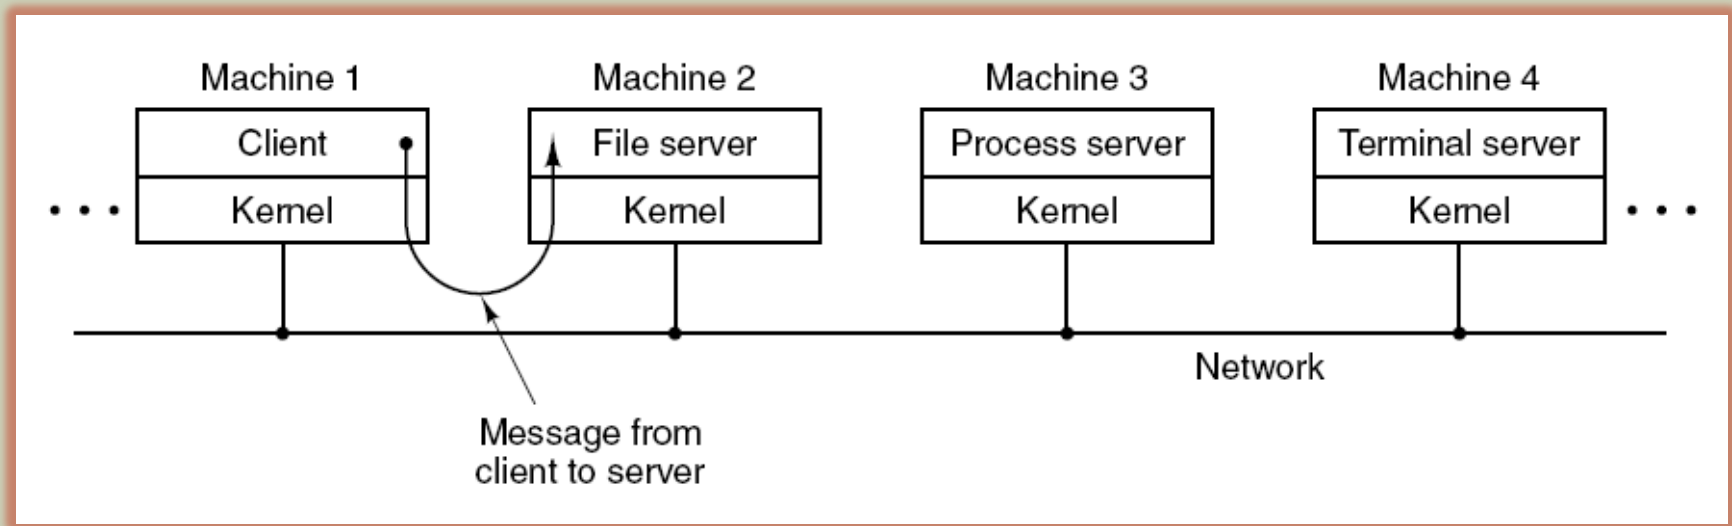 Machine 1
Machine 2
Machine 3
Machine 4
Client
File server
Process server
Terminal server
Kernel
Kernel
Kernel
Kernel
Network
Message from
client to server